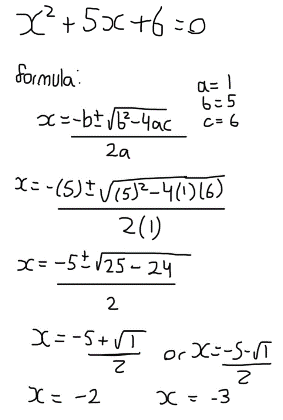 x² + 5x + 6 = 0
formula:
a = 1
b = 5
c = 6
x = -b ± √b² - 4ac / 2a
x = -(5) ± √(5)² - 4(1)(6) / 2(1)
x = -5 ± √25 - 24 / 2
x = -5 + √1 / 2 or x = -5 - √1 / 2
x = -2 x = -3